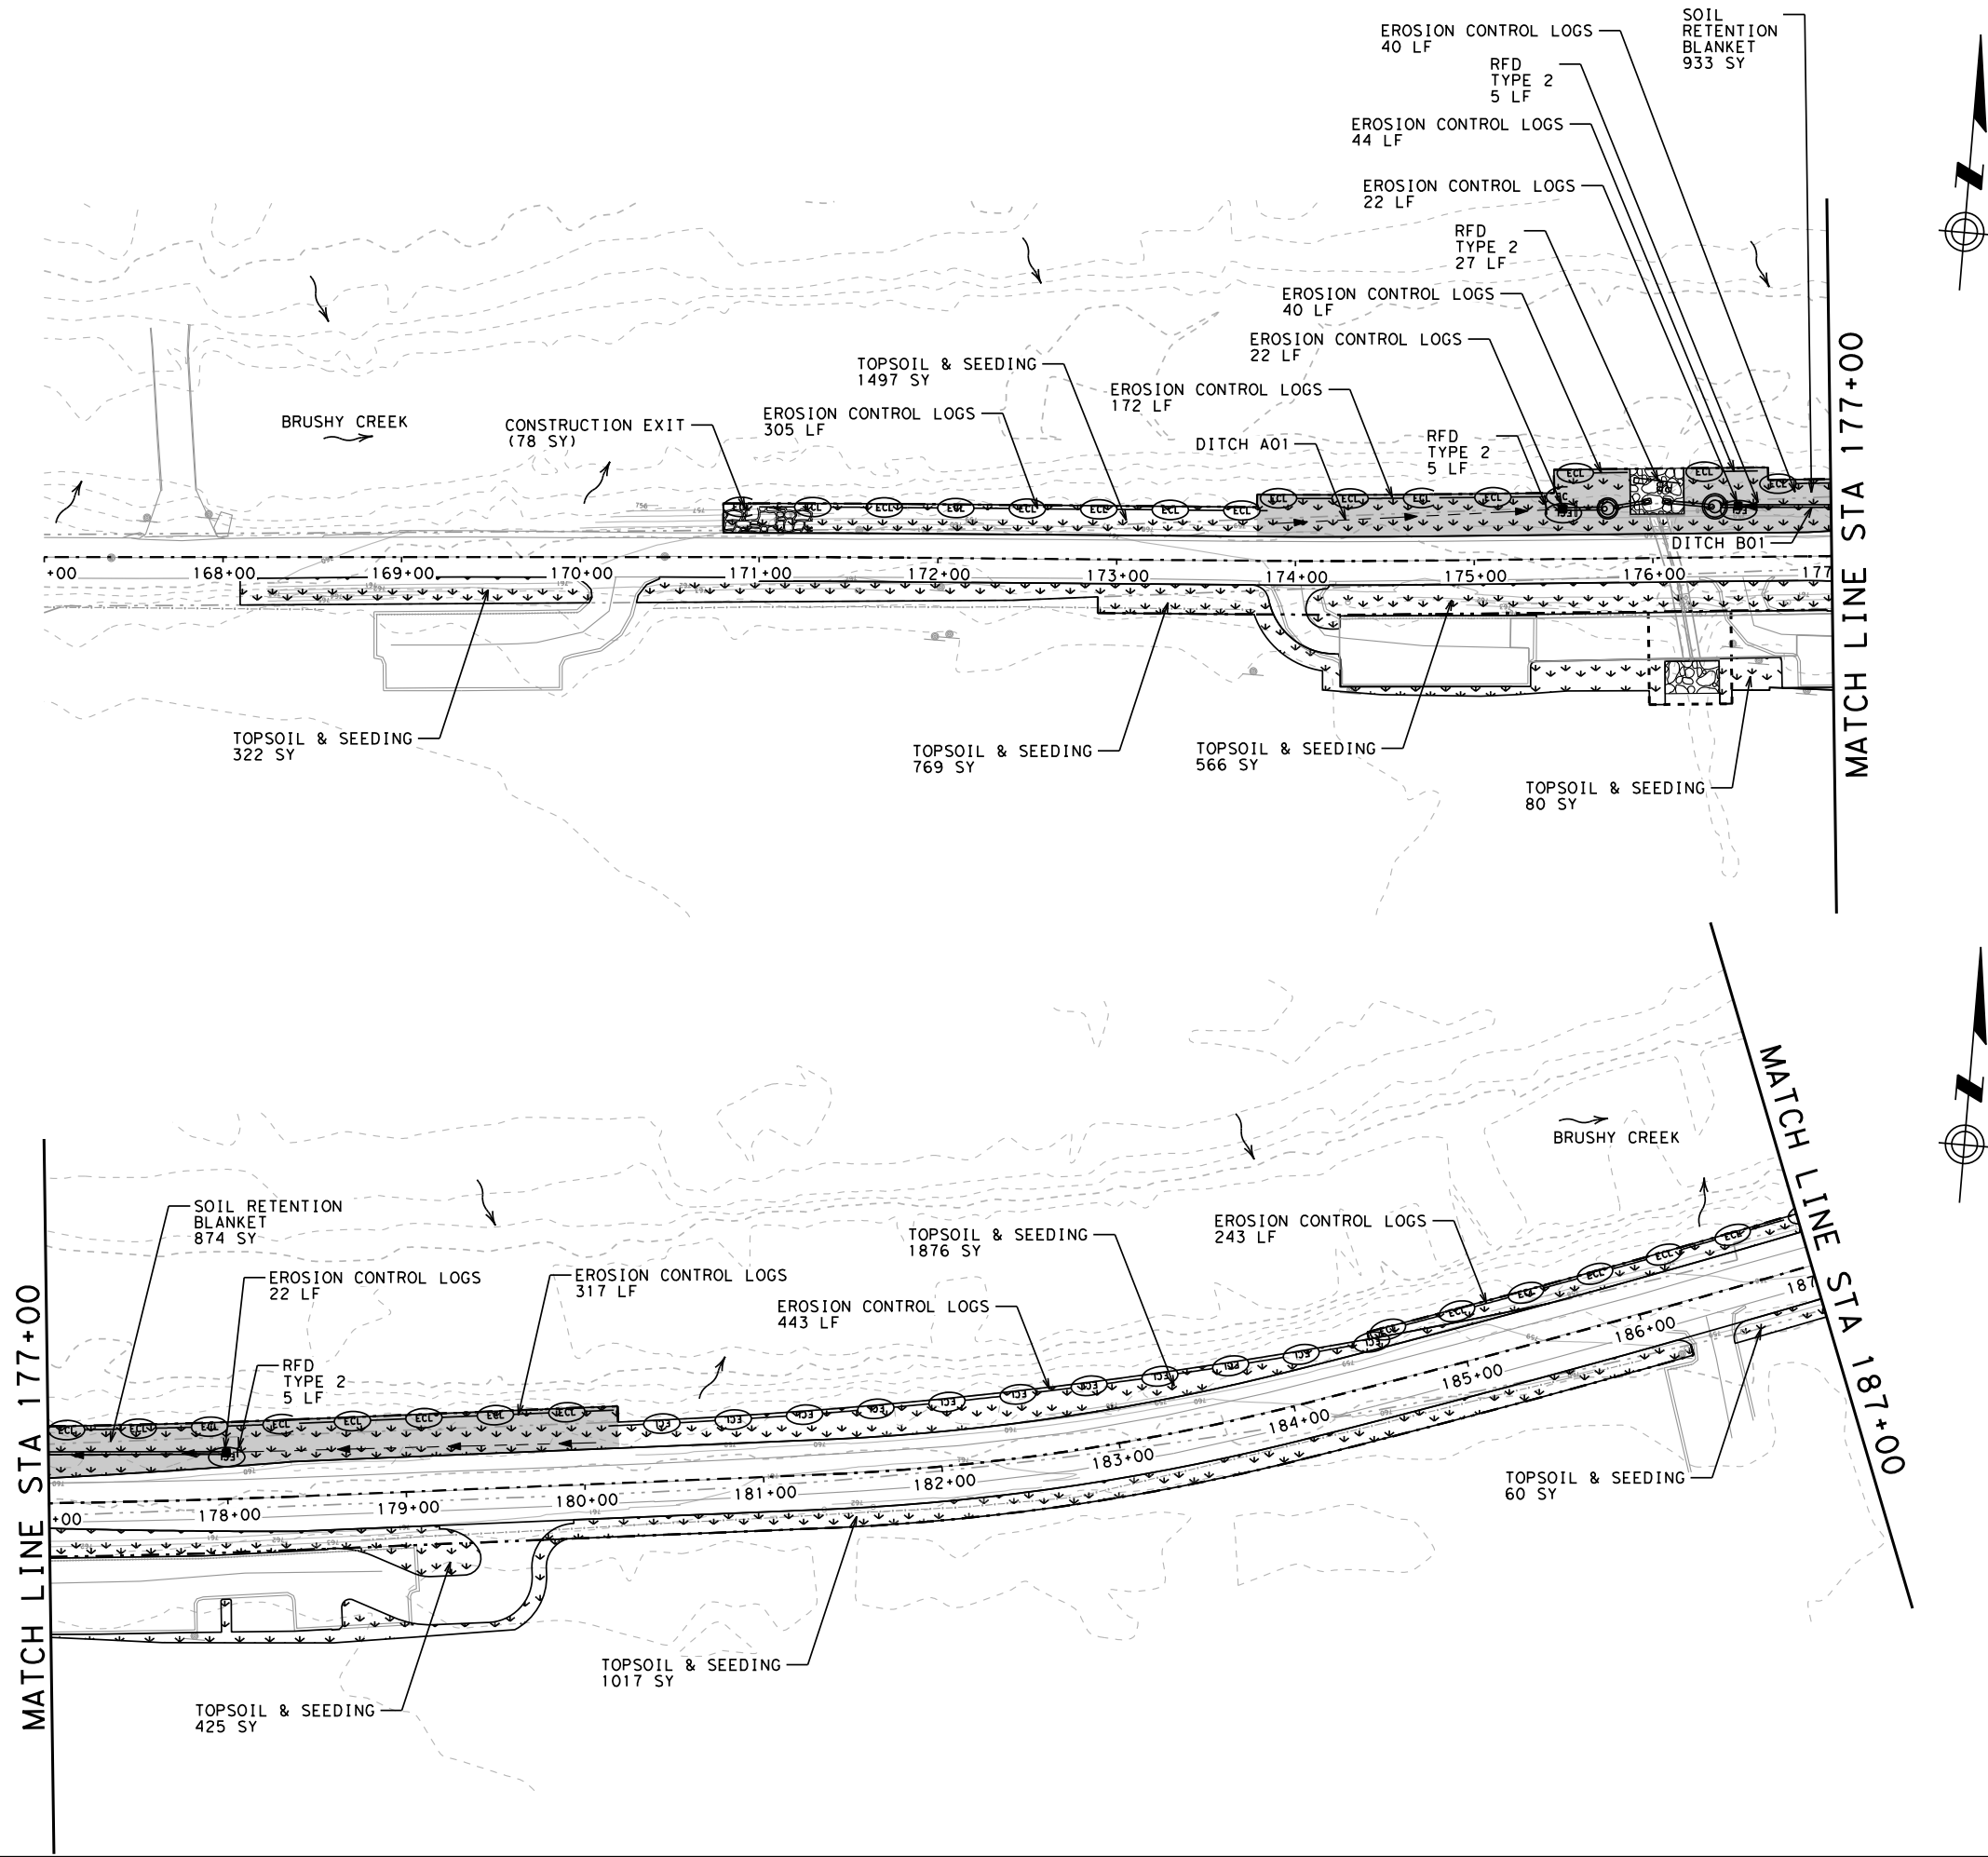 SOIL
RETENTION
BLANKET
933 SY
EROSION CONTROL LOGS
40 LF
RFD
TYPE 2
5 LF
EROSION CONTROL LOGS
44 LF
EROSION CONTROL LOGS
22 LF
RFD
TYPE 2
27 LF
EROSION CONTROL LOGS
40 LF
EROSION CONTROL LOGS
22 LF
TOPSOIL & SEEDING
1497 SY
EROSION CONTROL LOGS
172 LF
EROSION CONTROL LOGS
305 LF
BRUSHY CREEK
CONSTRUCTION EXIT
(78 SY)
DITCH A01
RFD
TYPE 2
5 LF
DITCH B01
MATCH LINE STA 177+00
+00
168+00
169+00
170+00
171+00
172+00
173+00
174+00
175+00
176+00
177
TOPSOIL & SEEDING
322 SY
TOPSOIL & SEEDING
769 SY
TOPSOIL & SEEDING
566 SY
TOPSOIL & SEEDING
80 SY
MATCH LINE STA 177+00
MATCH LINE STA 187+00
BRUSHY CREEK
SOIL RETENTION
BLANKET
874 SY
EROSION CONTROL LOGS
22 LF
RFD
TYPE 2
5 LF
EROSION CONTROL LOGS
317 LF
EROSION CONTROL LOGS
443 LF
TOPSOIL & SEEDING
1876 SY
EROSION CONTROL LOGS
243 LF
+00
178+00
179+00
180+00
181+00
182+00
183+00
184+00
185+00
186+00
187
TOPSOIL & SEEDING
60 SY
TOPSOIL & SEEDING
1017 SY
TOPSOIL & SEEDING
425 SY